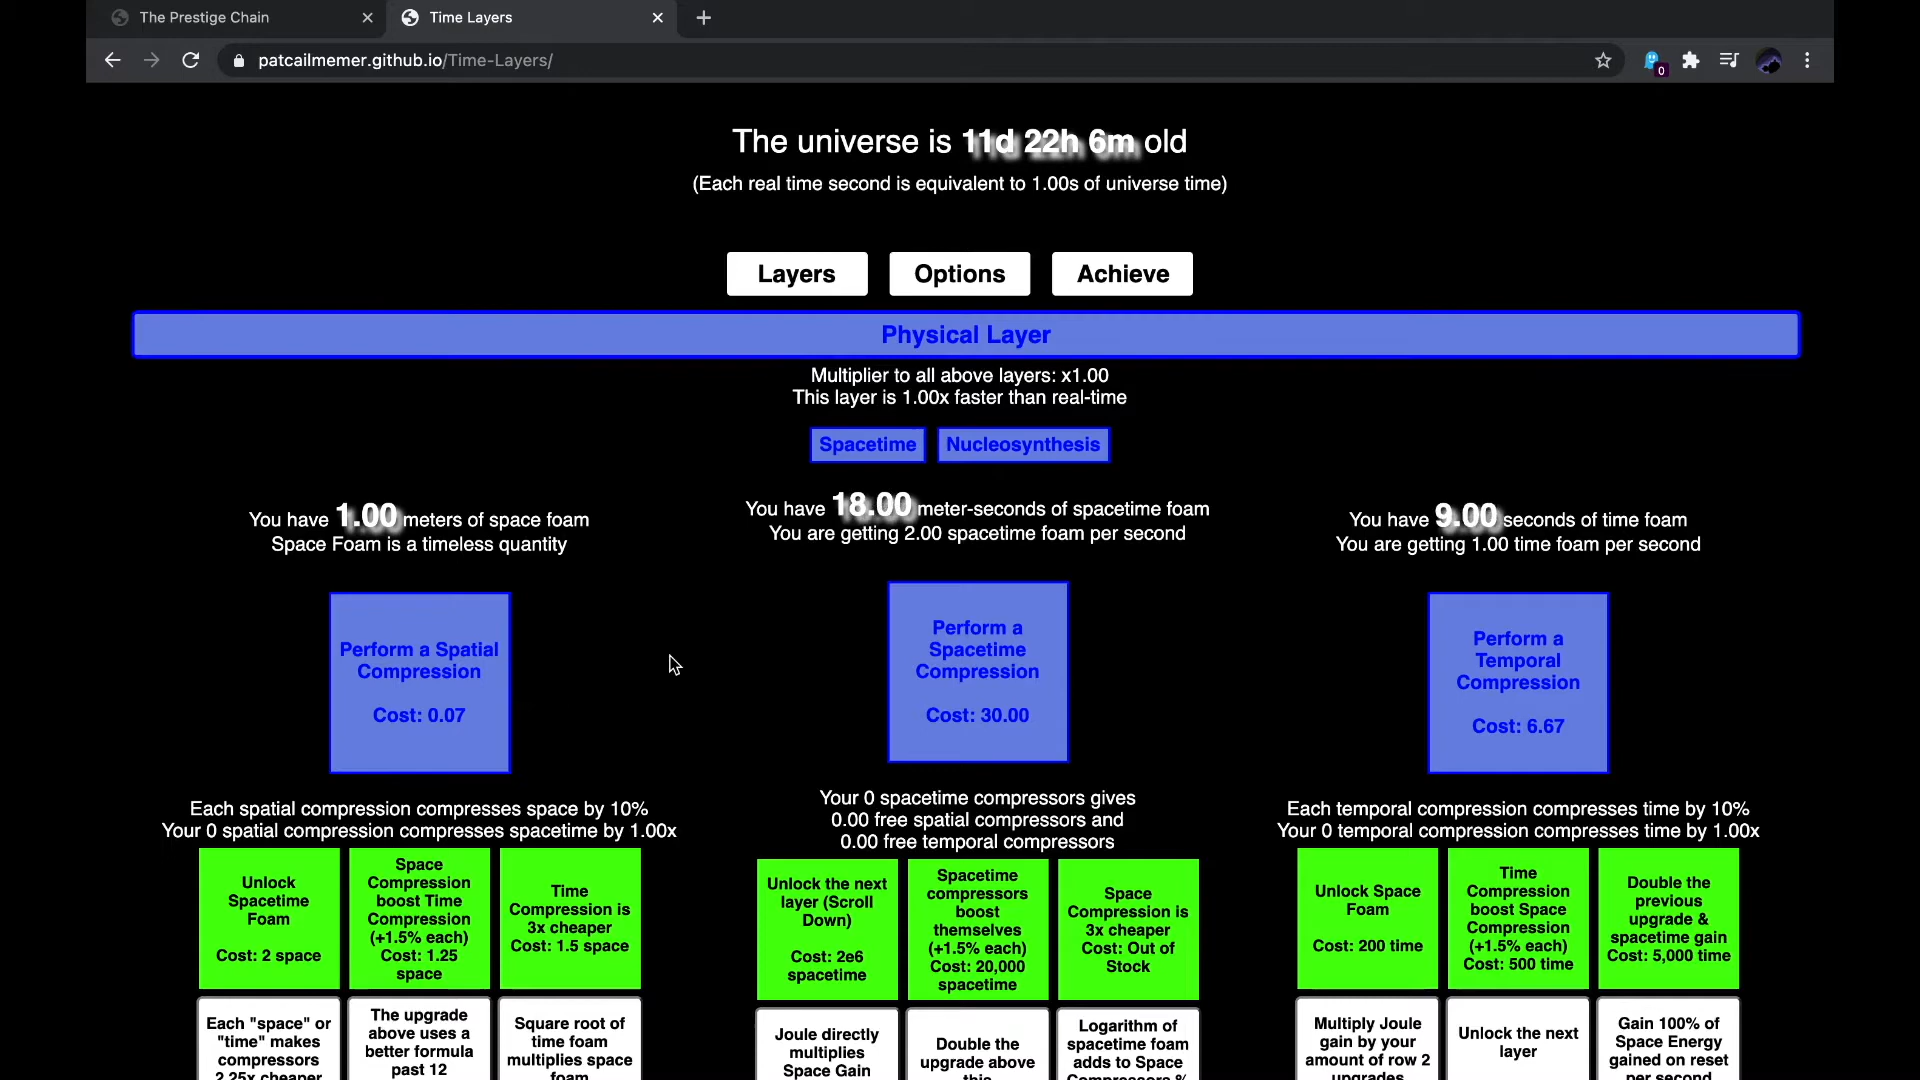 The Prestige Chain
Time Layers
patcailmemer.github.io/Time-Layers/
0
The universe is 11d 22h 6m old
(Each real time second is equivalent to 1.00s of universe time)
Layers
Options
Achieve
Physical Layer
Multiplier to all above layers: x1.00
This layer is 1.00x faster than real-time
Spacetime
Nucleosynthesis
You have 1.00 meters of space foam
Space Foam is a timeless quantity
Perform a Spatial
Compression
Cost: 0.07
Each spatial compression compresses space by 10%
Your 0 spatial compression compresses spacetime by 1.00x
Unlock
Spacetime
Foam
Cost: 2 space
Space
Compression
boost Time
Compression
(+1.5% each)
Cost: 1.25
space
Time
Compression is
3x cheaper
Cost: 1.5 space
Each "space" or
"time" makes
compressors
2.25x cheaper
The upgrade
above uses a
better formula
past 12
Square root of
time foam
multiplies space
foam
You have 18.00 meter-seconds of spacetime foam
You are getting 2.00 spacetime foam per second
Perform a
Spacetime
Compression
Cost: 30.00
Your 0 spacetime compressors gives
0.00 free spatial compressors and
0.00 free temporal compressors
Unlock the next
layer (Scroll
Down)
Cost: 2e6
spacetime
Spacetime
compressors
boost
themselves
(+1.5% each)
Cost: 20,000
spacetime
Space
Compression is
3x cheaper
Cost: Out of
Stock
Joule directly
multiplies
Space Gain
Double the
upgrade above
this
Logarithm of
spacetime foam
adds to Space
Compressors %
You have 9.00 seconds of time foam
You are getting 1.00 time foam per second
Perform a
Temporal
Compression
Cost: 6.67
Each temporal compression compresses time by 10%
Your 0 temporal compression compresses time by 1.00x
Unlock Space
Foam
Cost: 200 time
Time
Compression
boost Space
Compression
(+1.5% each)
Cost: 500 time
Double the
previous
upgrade &
spacetime gain
Cost: 5,000 time
Multiply Joule
gain by your
amount of row 2
upgrades
Unlock the next
layer
Gain 100% of
Space Energy
gained on reset
per second